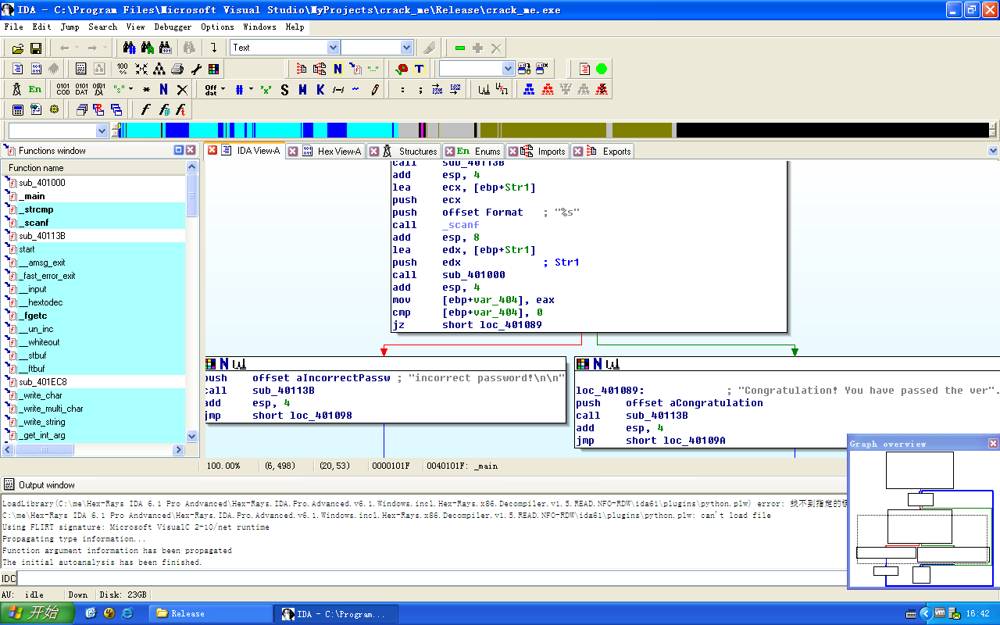 IDA - C:\Program Files\Microsoft Visual Studio\MyProjects\crack_me\Release\crack_me.exe
File Edit Jump Search View Debugger Options Windows Help
Text
Functions window
IDA View-A Hex View-A Structures En Enums Imports Exports
Function name
sub_401000
_main
_strcmp
_scanf
sub_40113B
start
__amsg_exit
_fast_error_exit
__input
__hextodec
_fgetc
__un_inc
__whiteout
__stbuf
__ftbuf
sub_401EC8
_write_char
_write_multi_char
_write_string
_get_int_arg
call sub_40113B
add esp, 4
lea ecx, [ebp+Str1]
push ecx
push offset Format ; "%s"
call _scanf
add esp, 8
lea edx, [ebp+Str1]
push edx ; Str1
call sub_401000
add esp, 4
mov [ebp+var_404], eax
cmp [ebp+var_404], 0
jz short loc_401089
push offset aIncorrectPassw ; "incorrect password!\n\n"
call sub_40113B
add esp, 4
jmp short loc_401098
loc_401089: ; "Congratulation! You have passed the ver"...
push offset aCongratulation
call sub_40113B
add esp, 4
jmp short loc_40109A
100.00% (6,498) (20,53) 0000101F 0040101F: _main
Graph overview
Output window
LoadLibrary(C:\me\Hex-Rays IDA 6.1 Pro Andvanced\Hex-Rays.IDA.Pro.Advanced.v6.1.Windows.incl.Hex-Rays.x86.Decompiler.v1.5.READ.NFO-RDW\ida61\plugins\python.plw) error: 找不到指定的
C:\me\Hex-Rays IDA 6.1 Pro Andvanced\Hex-Rays.IDA.Pro.Advanced.v6.1.Windows.incl.Hex-Rays.x86.Decompiler.v1.5.READ.NFO-RDW\ida61\plugins\python.plw: can't load file
Using FLIRT signature: Microsoft VisualC 2-10/net runtime
Propagating type information...
Function argument information has been propagated
The initial autoanalysis has been finished.
IDC
AU: idle Down Disk: 23GB
开始 Release IDA - C:\Program... 16:42